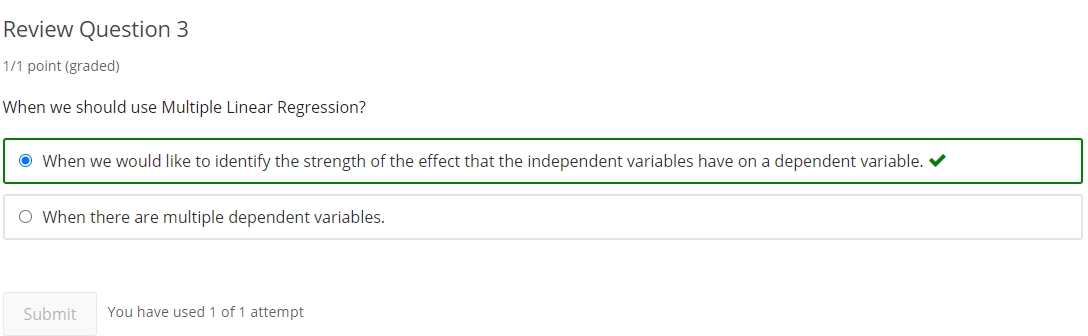 Review Question 3
1/1 point (graded)
When we should use Multiple Linear Regression?
When we would like to identify the strength of the effect that the independent variables have on a dependent variable.
When there are multiple dependent variables.
Submit
You have used 1 of 1 attempt